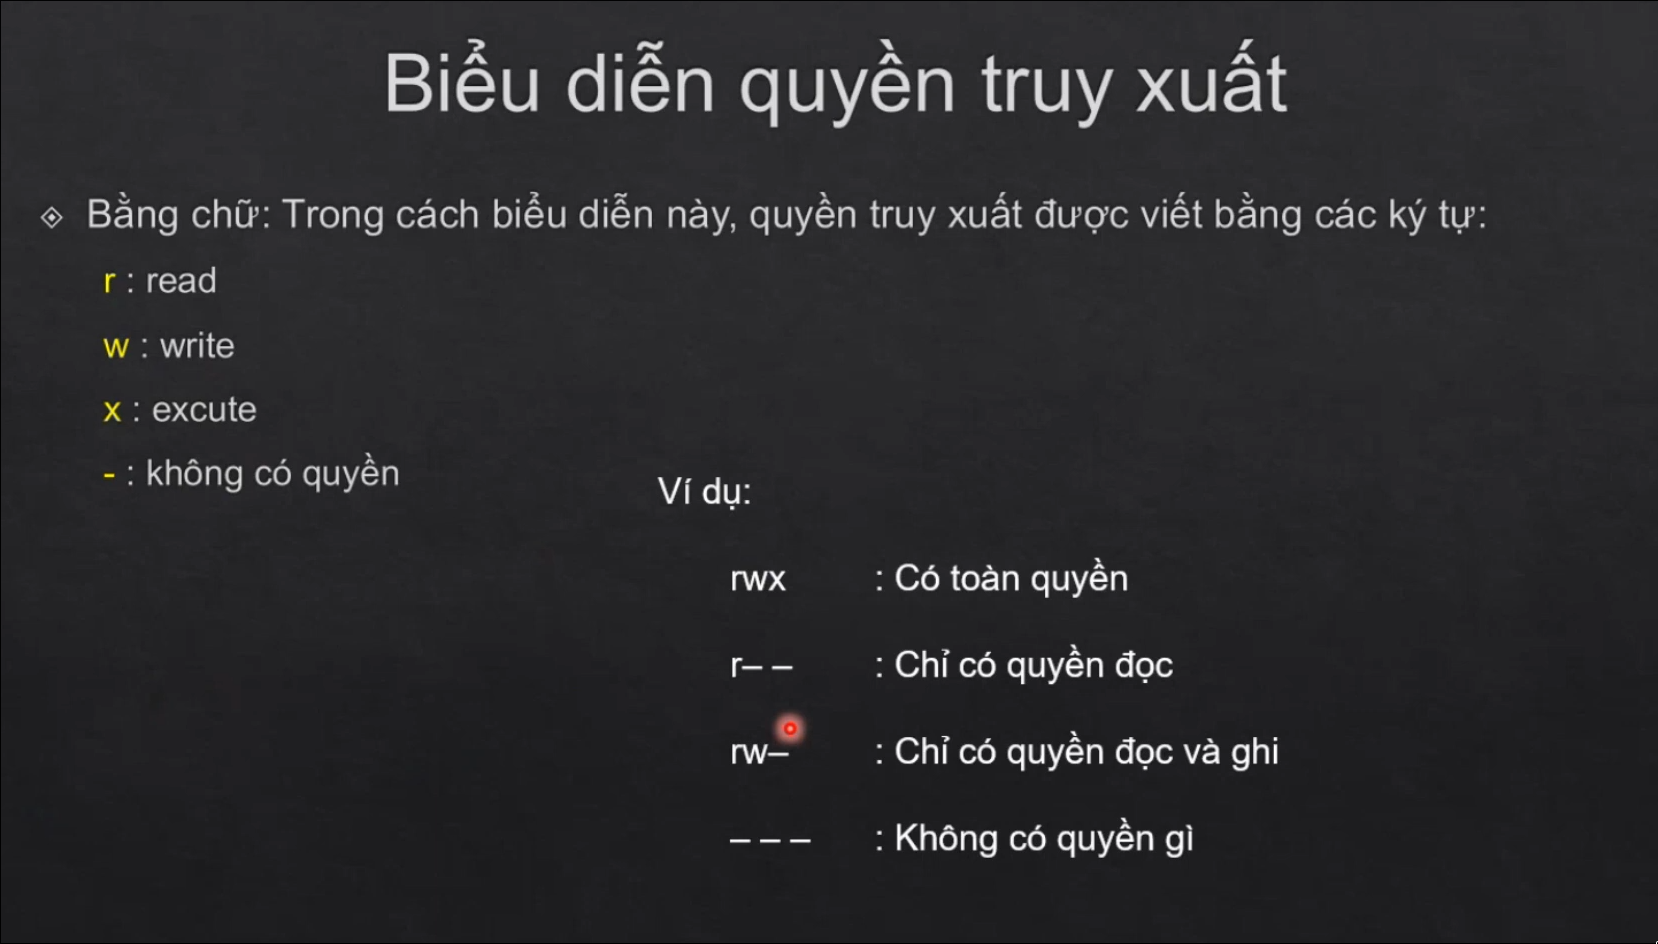 Biểu diễn quyền truy xuất
Bằng chữ: Trong cách biểu diễn này, quyền truy xuất được viết bằng các ký tự:
r : read
w : write
x : excute
- : không có quyền
Ví dụ:
rwx : Có toàn quyền
r– – : Chỉ có quyền đọc
rw– : Chỉ có quyền đọc và ghi
– – – : Không có quyền gì